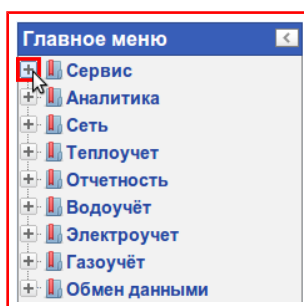 Главное меню
Сервис
Аналитика
Сеть
Теплоучет
Отчетность
Водоучёт
Электроучет
Газоучёт
Обмен данными